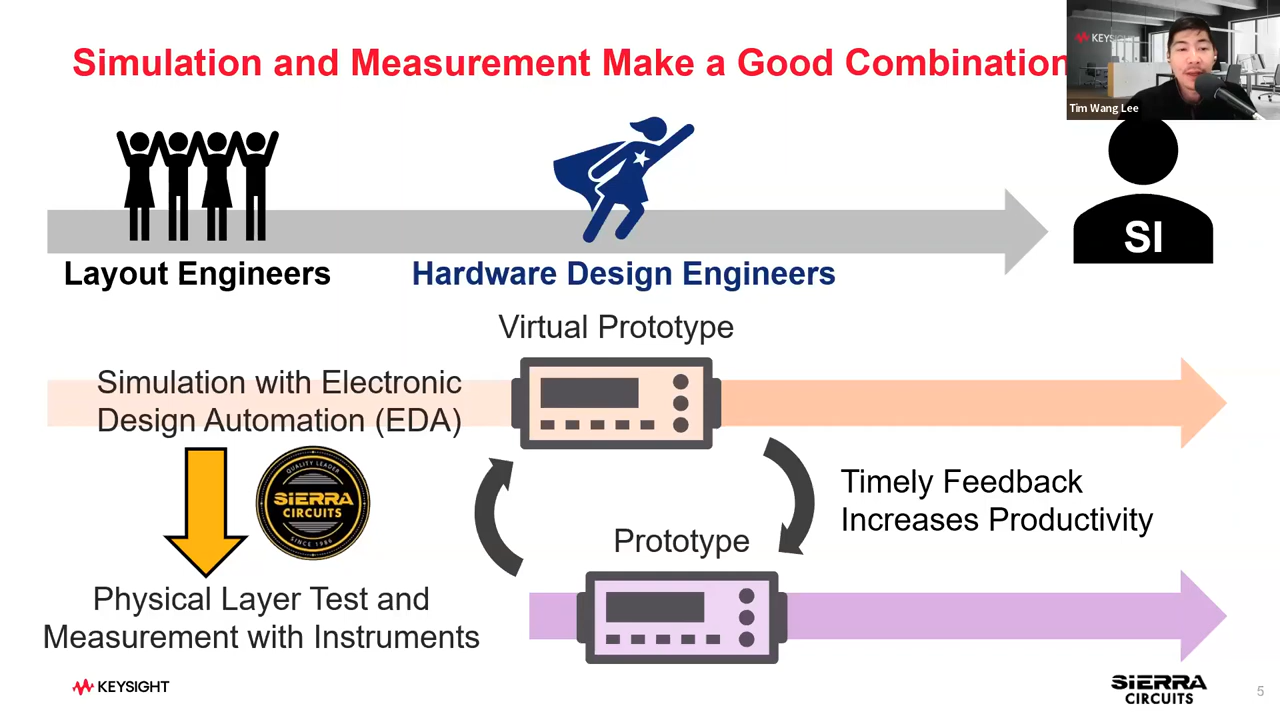 Simulation and Measurement Make a Good Combination
KEYSIGHT
Tim Wang Lee
SI
Layout Engineers
Hardware Design Engineers
Virtual Prototype
Simulation with Electronic
Design Automation (EDA)
QUALITY LEADER
SIERRA
CIRCUITS
SINCE 1986
Timely Feedback
Increases Productivity
Prototype
Physical Layer Test and
Measurement with Instruments
KEYSIGHT
SIERRA
CIRCUITS
5